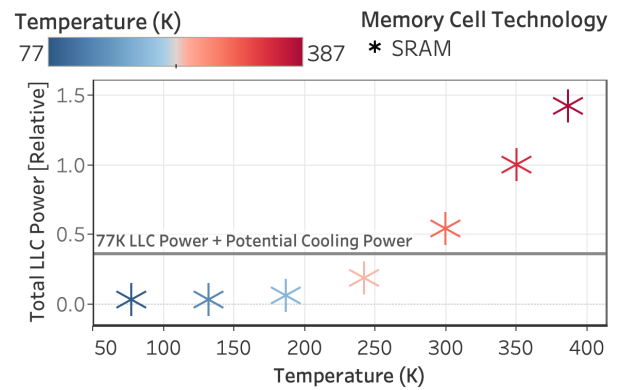 Temperature (K)
77
387
Memory Cell Technology
SRAM
Total LLC Power [Relative]
1.5
1.0
0.5
0.0
77K LLC Power + Potential Cooling Power
50 100 150 200 250 300 350 400
Temperature (K)